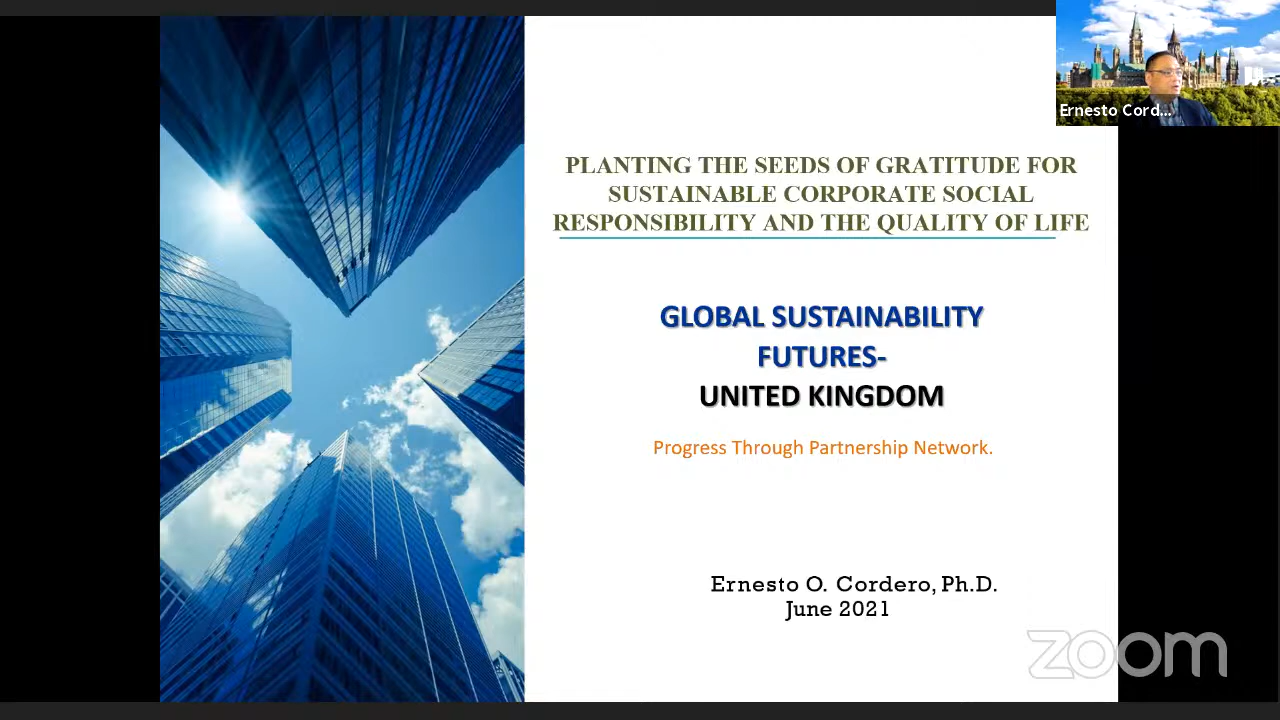 Ernesto Cord...
PLANTING THE SEEDS OF GRATITUDE FOR
SUSTAINABLE CORPORATE SOCIAL
RESPONSIBILITY AND THE QUALITY OF LIFE
GLOBAL SUSTAINABILITY
FUTURES-
UNITED KINGDOM
Progress Through Partnership Network.
Ernesto O. Cordero, Ph.D.
June 2021
zoom